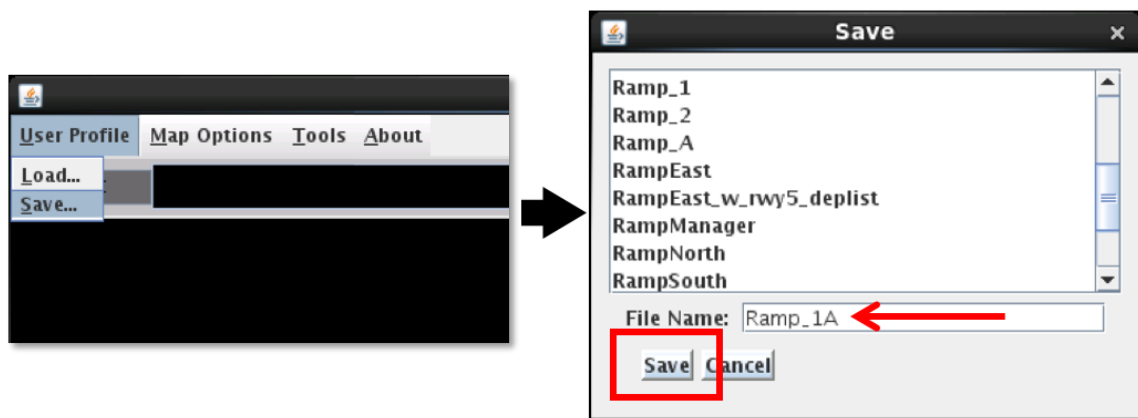 User Profile Map Options Tools About
Load...
Save...
Save
Ramp_1
Ramp_2
Ramp_A
RampEast
RampEast_w_rwy5_deplist
RampManager
RampNorth
RampSouth
File Name: Ramp_1A
Save Cancel